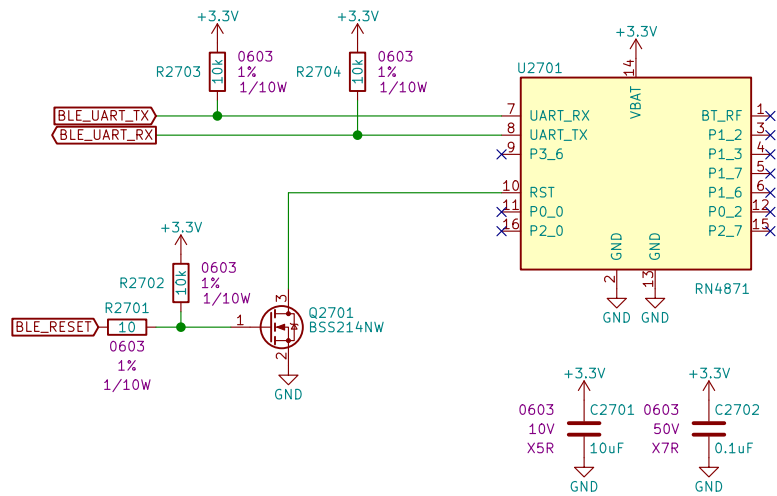 +3.3V
+3.3V
+3.3V
R2703
10k
0603
1%
1/10W
R2704
10k
0603
1%
1/10W
U2701
14
VBAT
BLE_UART_TX
BLE_UART_RX
7 UART_RX
8 UART_TX
9 P3_6
10 RST
11 P0_0
16 P2_0
BT_RF 1
P1_2 3
P1_3 4
P1_7 5
P1_6 6
P0_2 12
P2_7 15
GND
GND
2
13
RN4871
GND
GND
+3.3V
R2702
10k
0603
1%
1/10W
BLE_RESET
R2701
10
0603
1%
1/10W
1
3
2
Q2701
BSS214NW
GND
+3.3V
0603
10V
X5R
C2701
10uF
GND
+3.3V
0603
50V
X7R
C2702
0.1uF
GND